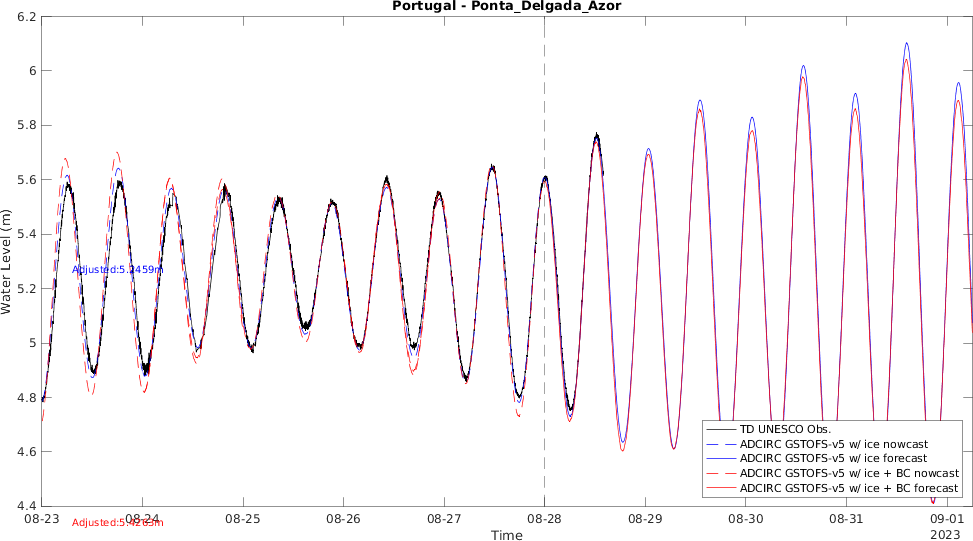 Portugal - Ponta_Delgada_Azor
6.2
6
5.8
5.6
5.4
5.2
5
4.8
4.6
4.4
Water Level (m)
Adjusted:5.2459m
Adjusted:5.4263m
TD UNESCO Obs.
ADCIRC GSTOFS-v5 w/ ice nowcast
ADCIRC GSTOFS-v5 w/ ice forecast
ADCIRC GSTOFS-v5 w/ ice + BC nowcast
ADCIRC GSTOFS-v5 w/ ice + BC forecast
08-23 08-24 08-25 08-26 08-27 08-28 08-29 08-30 08-31 09-01
2023
Time